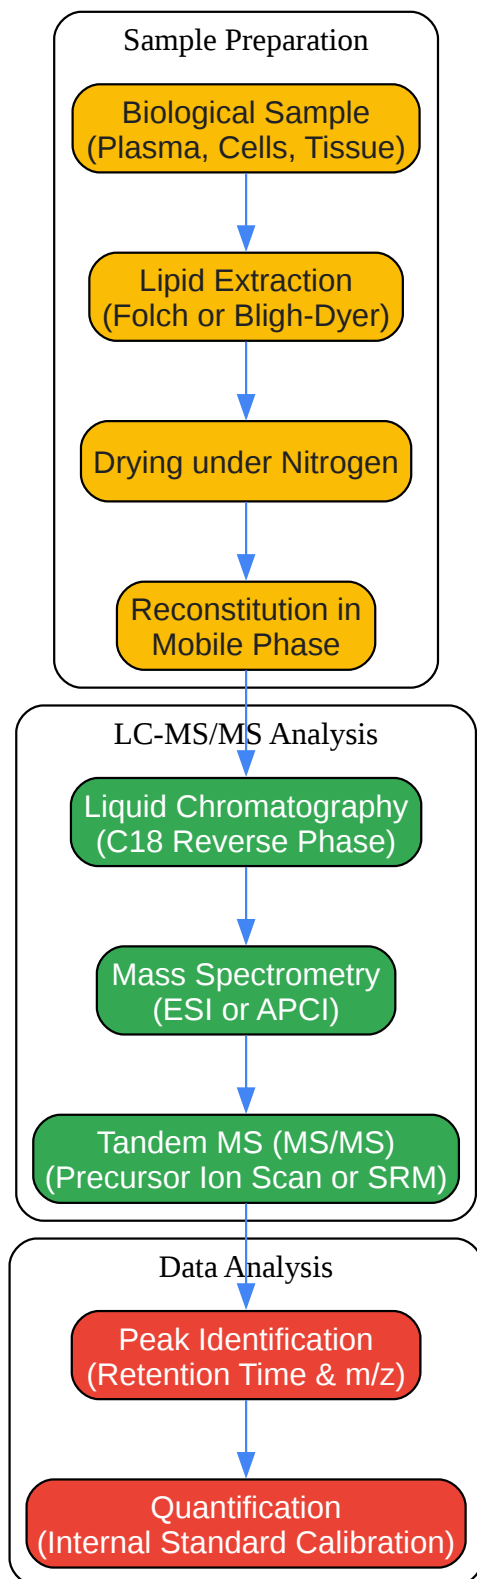 Sample Preparation
Biological Sample
(Plasma, Cells, Tissue)
Lipid Extraction
(Folch or Bligh-Dyer)
Drying under Nitrogen
Reconstitution in
Mobile Phase
LC-MS/MS Analysis
Liquid Chromatography
(C18 Reverse Phase)
Mass Spectrometry
(ESI or APCI)
Tandem MS (MS/MS)
(Precursor Ion Scan or SRM)
Data Analysis
Peak Identification
(Retention Time & m/z)
Quantification
(Internal Standard Calibration)